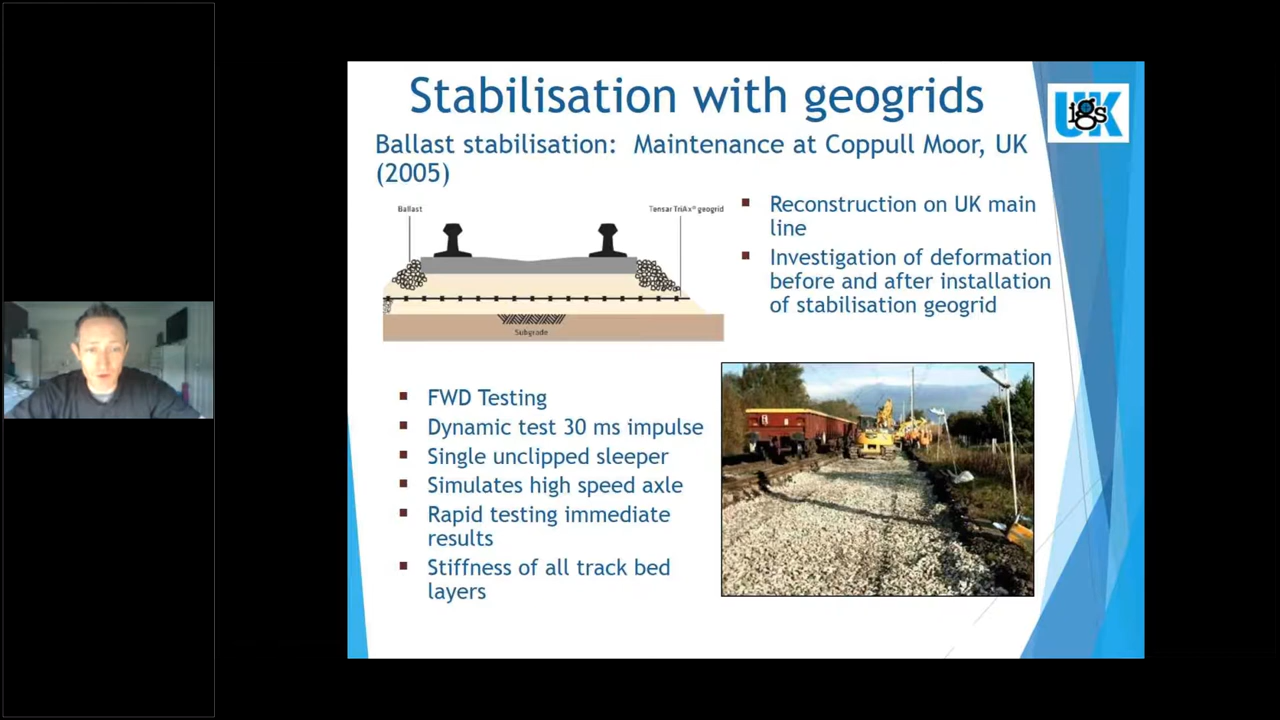 Stabilisation with geogrids
UK
igs
Ballast stabilisation: Maintenance at Coppull Moor, UK
(2005)
Ballast
Tensar TriAx® geogrid
Subgrade
Reconstruction on UK main
line
Investigation of deformation
before and after installation
of stabilisation geogrid
FWD Testing
Dynamic test 30 ms impulse
Single unclipped sleeper
Simulates high speed axle
Rapid testing immediate
results
Stiffness of all track bed
layers